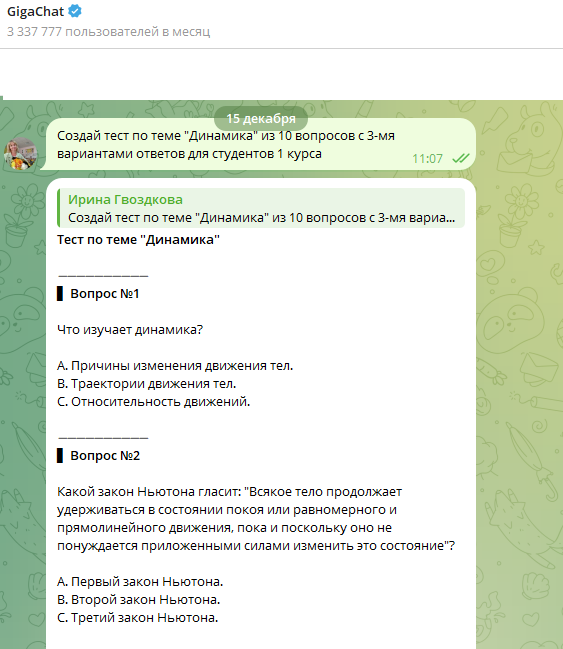 GigaChat
3 337 777 пользователей в месяц
15 декабря
Создай тест по теме "Динамика" из 10 вопросов с 3-мя
вариантами ответов для студентов 1 курса
11:07
Ирина Гвоздкова
Создай тест по теме "Динамика" из 10 вопросов с 3-мя вариа...
Тест по теме "Динамика"
___________
Вопрос №1
Что изучает динамика?
A. Причины изменения движения тел.
B. Траектории движения тел.
C. Относительность движений.
___________
Вопрос №2
Какой закон Ньютона гласит: "Всякое тело продолжает
удерживаться в состоянии покоя или равномерного и
прямолинейного движения, пока и поскольку оно не
понуждается приложенными силами изменить это состояние"?
A. Первый закон Ньютона.
B. Второй закон Ньютона.
C. Третий закон Ньютона.